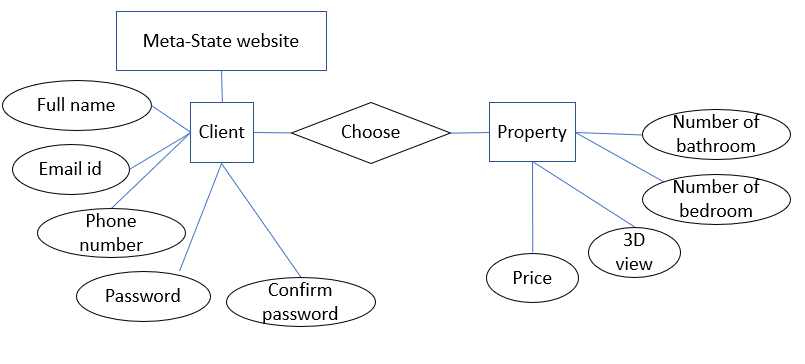 Meta-State website
Full name
Client
Choose
Property
Number of
bathroom
Email id
Number of
bedroom
Phone
number
3D
view
Password
Confirm
password
Price